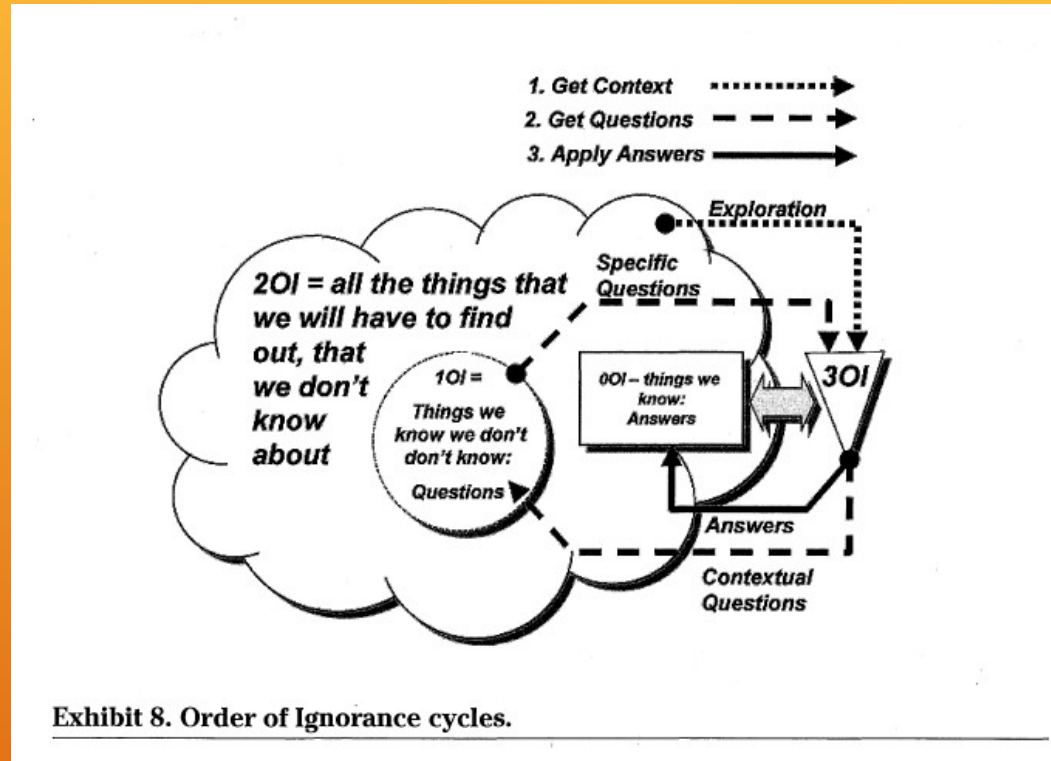 1. Get Context
2. Get Questions
3. Apply Answers
Exploration
Specific
Questions
2OI = all the things that
we will have to find
out, that
we don't
know
about
1OI =
Things we
know we don't
don't know:
Questions
0OI – things we
know:
Answers
3OI
Answers
Contextual
Questions
Exhibit 8. Order of Ignorance cycles.